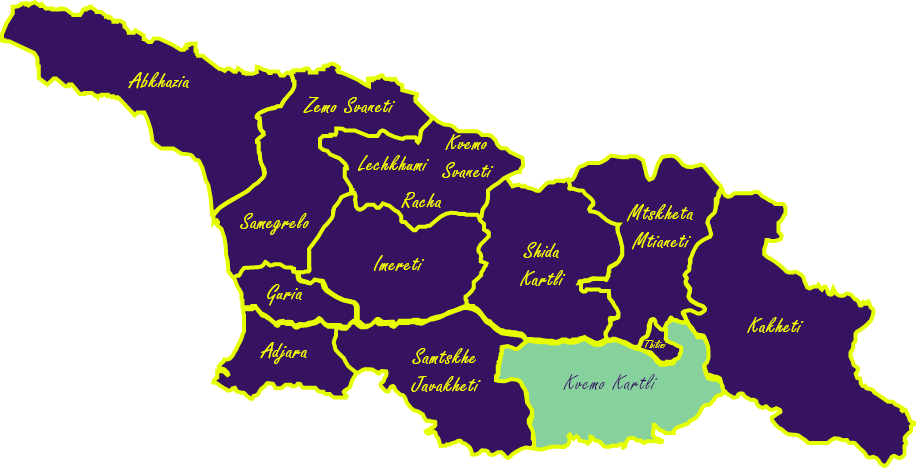 Abkhazia
Zemo Svaneti
Kvemo
Svaneti
Lechkhumi
Racha
Samegrelo
Imereti
Guria
Adjara
Samtskhe
Javakheti
Shida
Kartli
Mtskheta
Mtianeti
Tbilisi
Kvemo Kartli
Kakheti